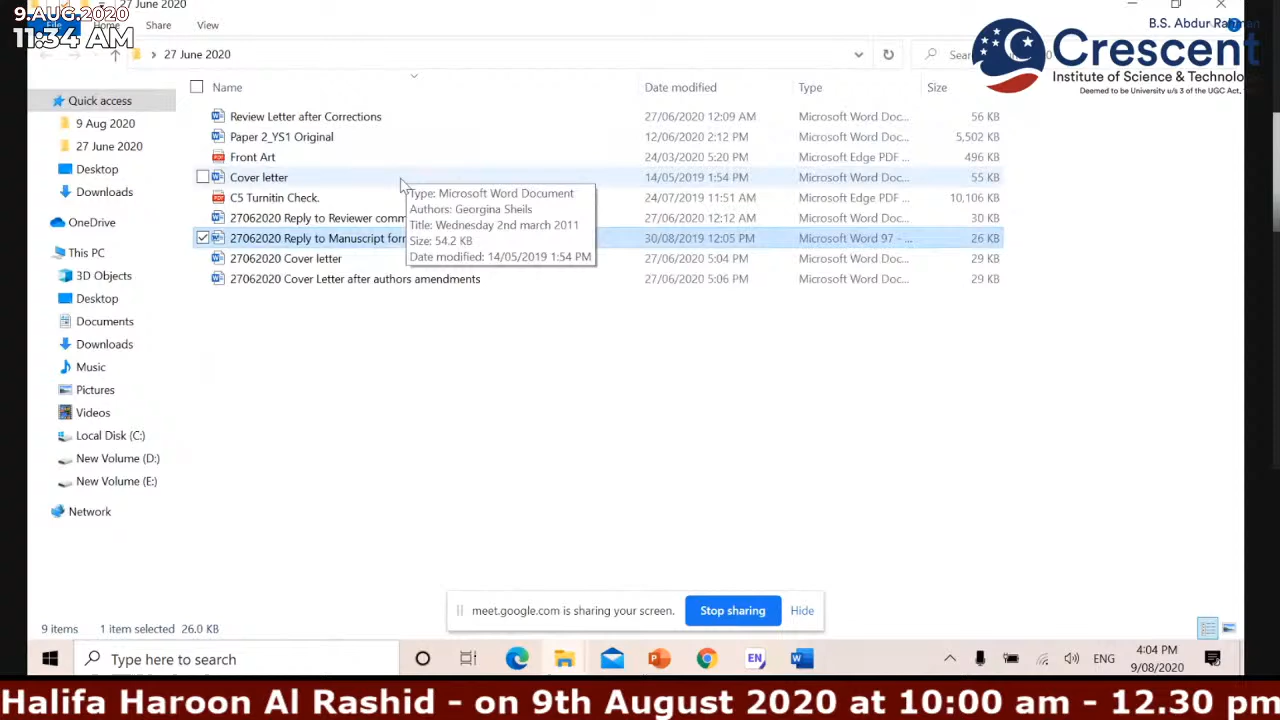 9.AUG.2020
27 June 2020
11:34 AM
File
Home
Share
View
27 June 2020
B.S. Abdur Rahman
Crescent
Institute of Science & Technolo
Deemed to be University u/s 3 of the UGC Act,
Name
Date modified
Type
Size
Quick access
9 Aug 2020
27 June 2020
Desktop
Downloads
OneDrive
This PC
3D Objects
Desktop
Documents
Downloads
Music
Pictures
Videos
Local Disk (C:)
New Volume (D:)
New Volume (E:)
Network
Review Letter after Corrections 27/06/2020 12:09 AM Microsoft Word Doc... 56 KB
Paper 2_YS1 Original 12/06/2020 2:12 PM Microsoft Word Doc... 5,502 KB
Front Art 24/03/2020 5:20 PM Microsoft Edge PDF ... 496 KB
Cover letter 14/05/2019 1:54 PM Microsoft Word Doc... 55 KB
C5 Turnitin Check. 24/07/2019 11:51 AM Microsoft Edge PDF ... 10,106 KB
27062020 Reply to Reviewer comm 27/06/2020 12:12 AM Microsoft Word Doc... 30 KB
27062020 Reply to Manuscript forr 30/08/2019 12:05 PM Microsoft Word 97 - ... 26 KB
27062020 Cover letter 27/06/2020 5:04 PM Microsoft Word Doc... 29 KB
27062020 Cover Letter after authors amendments 27/06/2020 5:06 PM Microsoft Word Doc... 29 KB
Type: Microsoft Word Document
Authors: Georgina Sheils
Title: Wednesday 2nd march 2011
Size: 54.2 KB
Date modified: 14/05/2019 1:54 PM
meet.google.com is sharing your screen. Stop sharing Hide
9 items 1 item selected 26.0 KB
Type here to search
EN
ENG
4:04 PM
9/08/2020
Halifa Haroon Al Rashid - on 9th August 2020 at 10:00 am - 12.30 pm